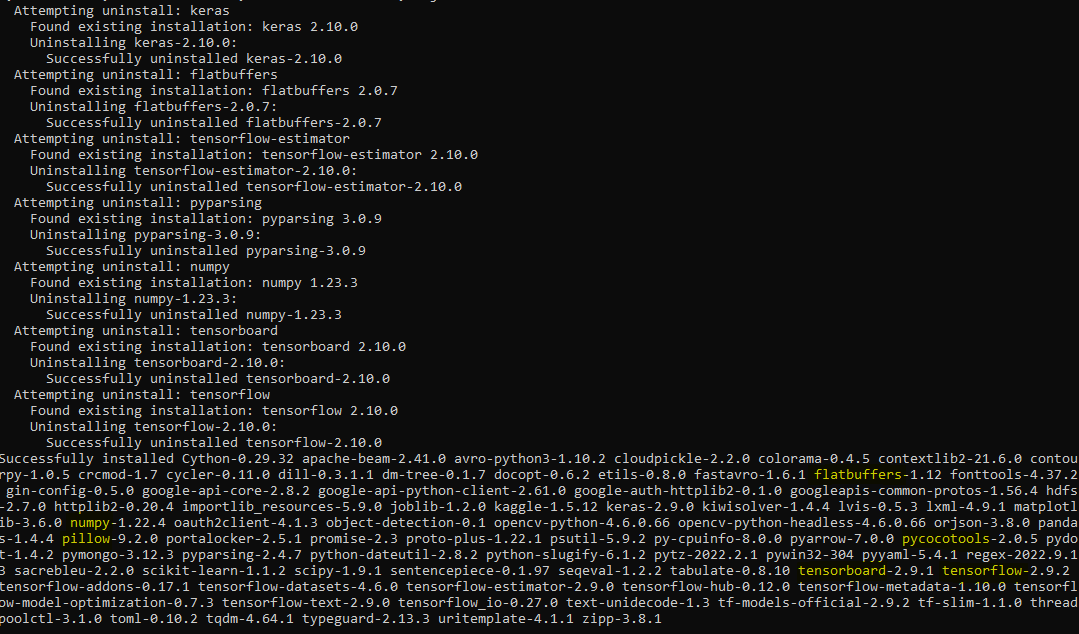 Attempting uninstall: keras
Found existing installation: keras 2.10.0
Uninstalling keras-2.10.0:
Successfully uninstalled keras-2.10.0
Attempting uninstall: flatbuffers
Found existing installation: flatbuffers 2.0.7
Uninstalling flatbuffers-2.0.7:
Successfully uninstalled flatbuffers-2.0.7
Attempting uninstall: tensorflow-estimator
Found existing installation: tensorflow-estimator 2.10.0
Uninstalling tensorflow-estimator-2.10.0:
Successfully uninstalled tensorflow-estimator-2.10.0
Attempting uninstall: pyparsing
Found existing installation: pyparsing 3.0.9
Uninstalling pyparsing-3.0.9:
Successfully uninstalled pyparsing-3.0.9
Attempting uninstall: numpy
Found existing installation: numpy 1.23.3
Uninstalling numpy-1.23.3:
Successfully uninstalled numpy-1.23.3
Attempting uninstall: tensorboard
Found existing installation: tensorboard 2.10.0
Uninstalling tensorboard-2.10.0:
Successfully uninstalled tensorboard-2.10.0
Attempting uninstall: tensorflow
Found existing installation: tensorflow 2.10.0
Uninstalling tensorflow-2.10.0:
Successfully uninstalled tensorflow-2.10.0
Successfully installed Cython-0.29.32 apache-beam-2.41.0 avro-python3-1.10.2 cloudpickle-2.2.0 colorama-0.4.5 contextlib2-21.6.0 contou
rpy-1.0.5 crcmod-1.7 cycler-0.11.0 dill-0.3.1.1 dm-tree-0.1.7 docopt-0.6.2 etils-0.8.0 fastavro-1.6.1 flatbuffers-1.12 fonttools-4.37.2
gin-config-0.5.0 google-api-core-2.8.2 google-api-python-client-2.61.0 google-auth-httplib2-0.1.0 googleapis-common-protos-1.56.4 hdfs
-2.7.0 httplib2-0.20.4 importlib_resources-5.9.0 joblib-1.2.0 kaggle-1.5.12 keras-2.9.0 kiwisolver-1.4.4 lvis-0.5.3 lxml-4.9.1 matplotl
ib-3.6.0 numpy-1.22.4 oauth2client-4.1.3 object-detection-0.1 opencv-python-4.6.0.66 opencv-python-headless-4.6.0.66 orjson-3.8.0 panda
s-1.4.4 pillow-9.2.0 portalocker-2.5.1 promise-2.3 proto-plus-1.22.1 psutil-5.9.2 py-cpuinfo-8.0.0 pyarrow-7.0.0 pycocotools-2.0.5 pydo
t-1.4.2 pymongo-3.12.3 pyparsing-2.4.7 python-dateutil-2.8.2 python-slugify-6.1.2 pytz-2022.2.1 pywin32-304 pyyaml-5.4.1 regex-2022.9.1
3 sacrebleu-2.2.0 scikit-learn-1.1.2 scipy-1.9.1 sentencepiece-0.1.97 seqeval-1.2.2 tabulate-0.8.10 tensorboard-2.9.1 tensorflow-2.9.2
tensorflow-addons-0.17.1 tensorflow-datasets-4.6.0 tensorflow-estimator-2.9.0 tensorflow-hub-0.12.0 tensorflow-metadata-1.10.0 tensorfl
ow-model-optimization-0.7.3 tensorflow-text-2.9.0 tensorflow_io-0.27.0 text-unidecode-1.3 tf-models-official-2.9.2 tf-slim-1.1.0 thread
poolctl-3.1.0 toml-0.10.2 tqdm-4.64.1 typeguard-2.13.3 uritemplate-4.1.1 zipp-3.8.1